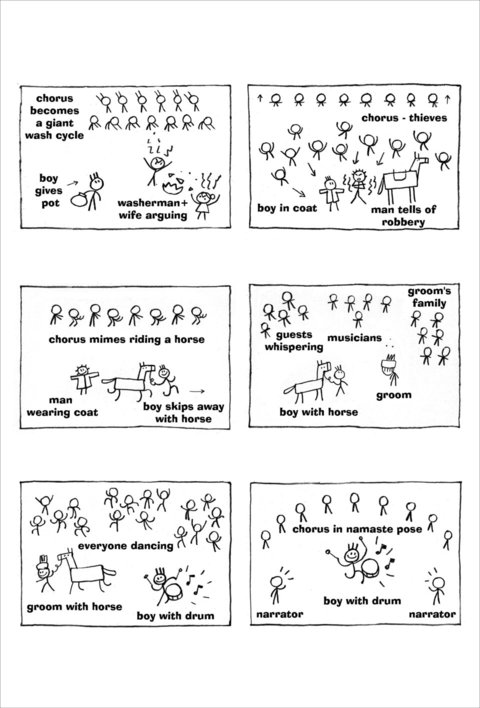 chorus
becomes
a giant
wash cycle
boy
gives
pot
washerman+
wife arguing
chorus - thieves
boy in coat
man tells of
robbery
chorus mimes riding a horse
man
wearing coat
boy skips away
with horse
groom's
family
guests
whispering
musicians
boy with horse
groom
everyone dancing
groom with horse
boy with drum
chorus in namaste pose
narrator
boy with drum
narrator